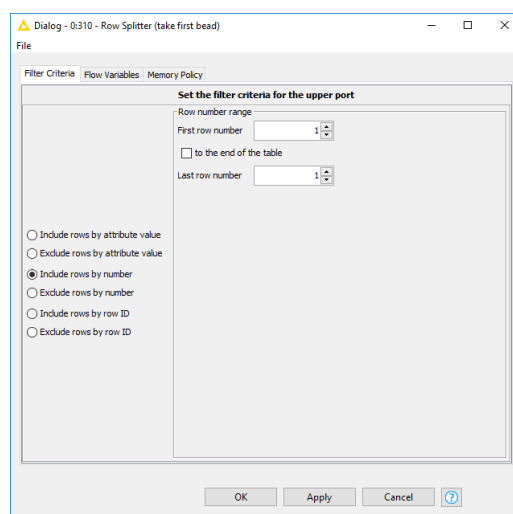 Dialog - 0:310 - Row Splitter (take first bead)
File
Filter Criteria Flow Variables Memory Policy
Set the filter criteria for the upper port
Row number range
First row number 1
to the end of the table
Last row number 1
Include rows by attribute value
Exclude rows by attribute value
Include rows by number
Exclude rows by number
Include rows by row ID
Exclude rows by row ID
OK Apply Cancel ?